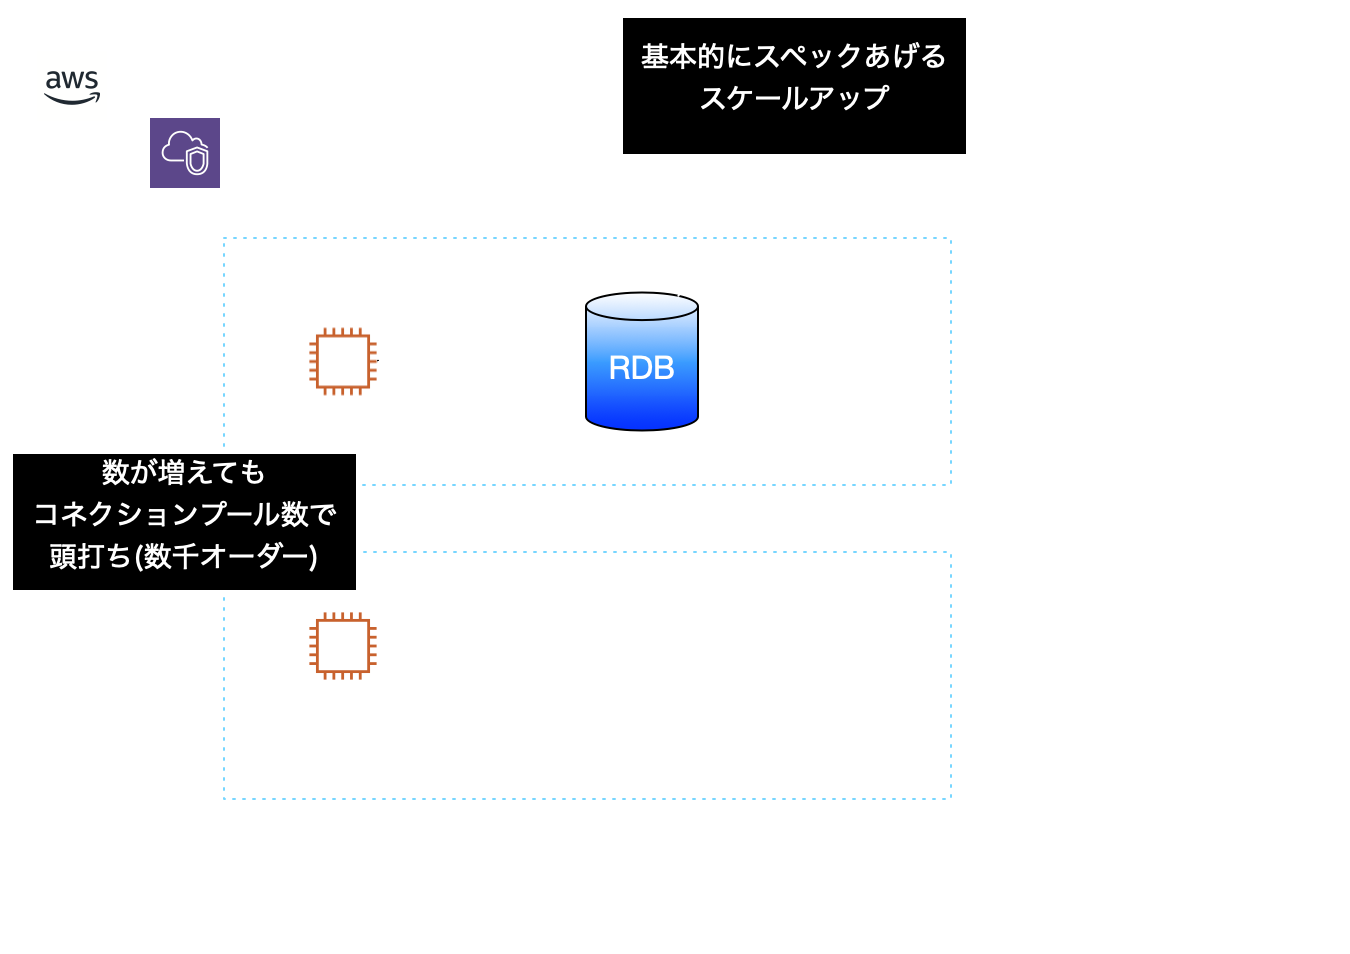 基本的にスペックあげる
スケールアップ
aws
RDB
数が増えても
コネクションプール数で
頭打ち(数千オーダー)